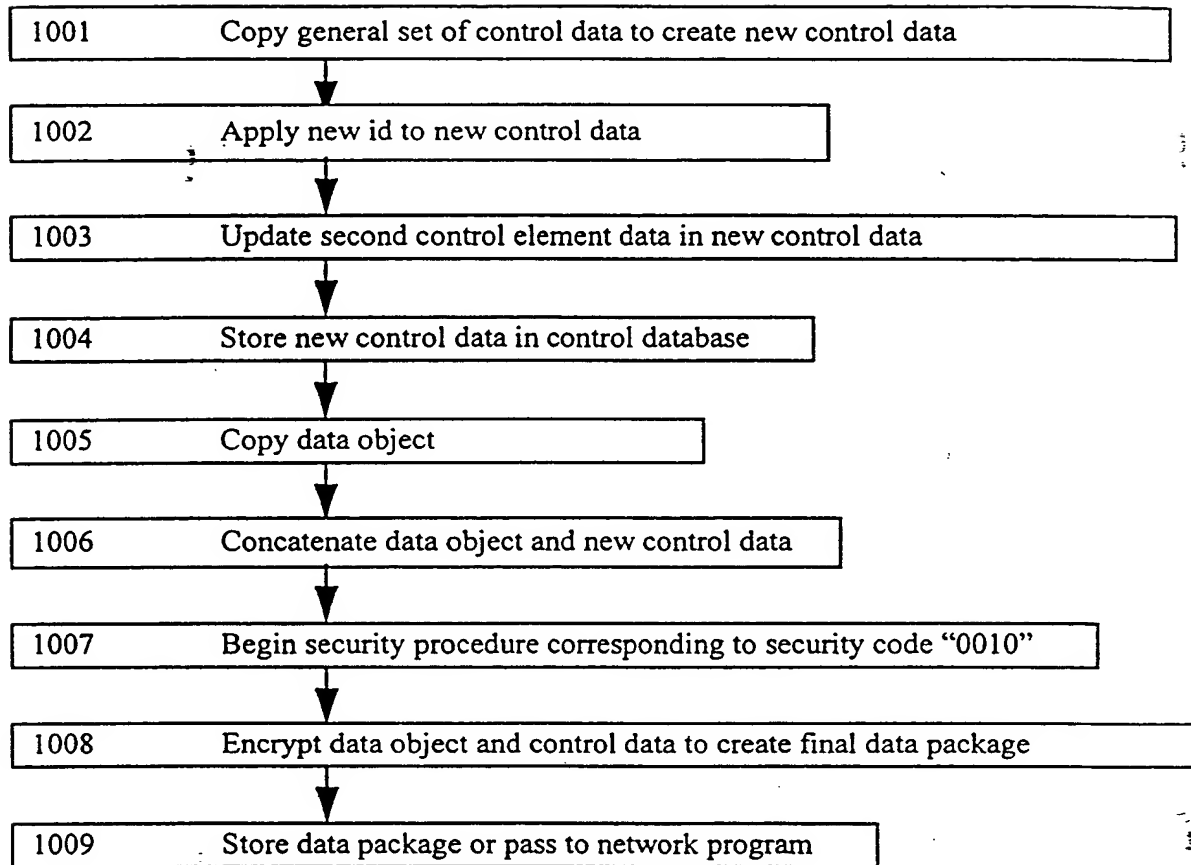 1001 Copy general set of control data to create new control data
1002 Apply new id to new control data
1003 Update second control element data in new control data
1004 Store new control data in control database
1005 Copy data object
1006 Concatenate data object and new control data
1007 Begin security procedure corresponding to security code “0010”
1008 Encrypt data object and control data to create final data package
1009 Store data package or pass to network program